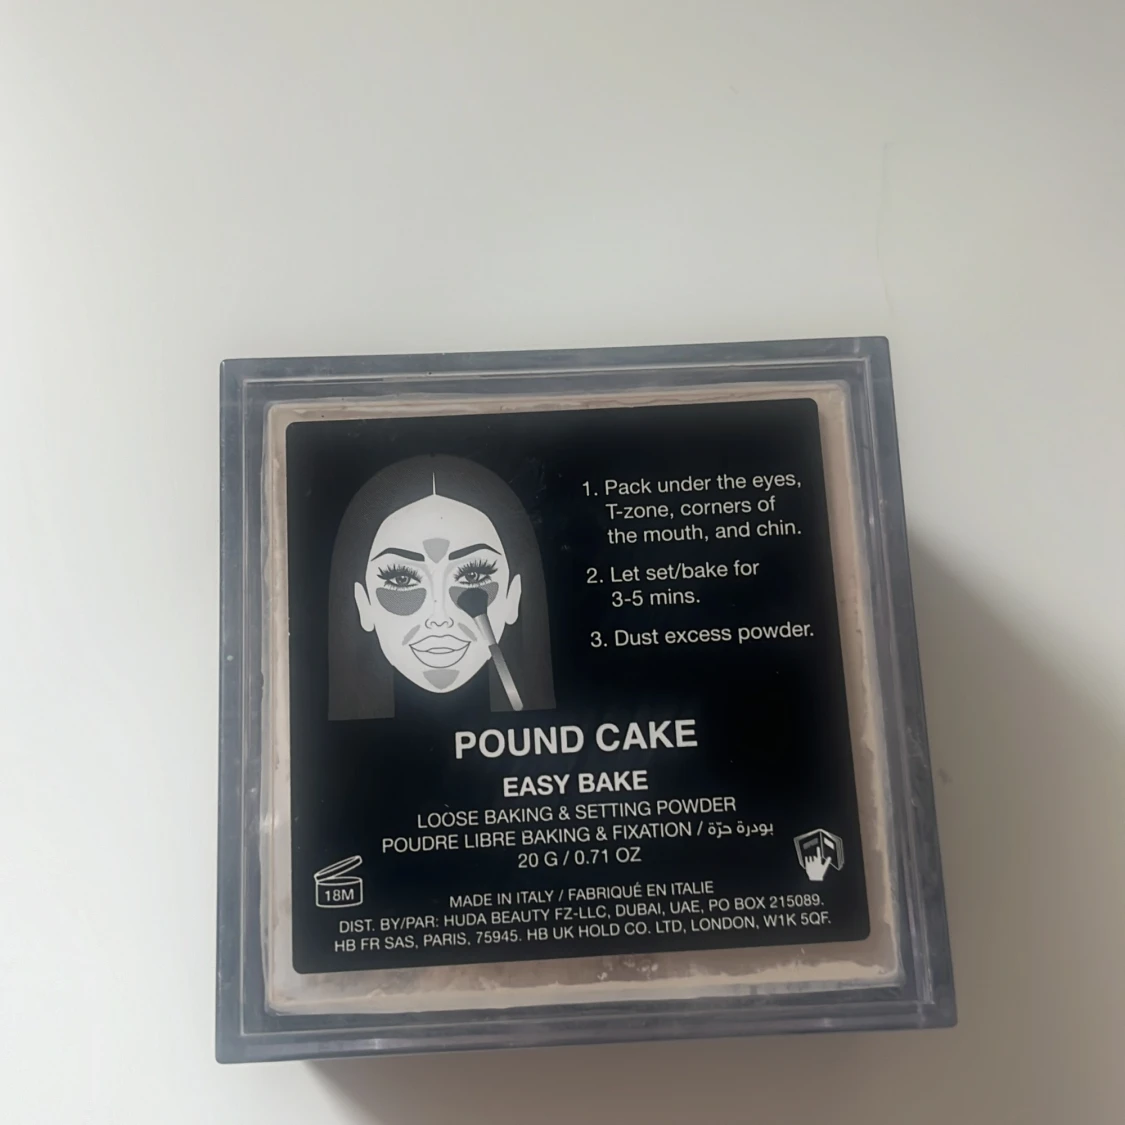 1. Pack under the eyes,
T-zone, corners of
the mouth, and chin.
2. Let set/bake for
3-5 mins.
3. Dust excess powder.
POUND CAKE
EASY BAKE
LOOSE BAKING & SETTING POWDER
POUDRE LIBRE BAKING & FIXATION / بودرة حرّة
20 G / 0.71 OZ
18M
MADE IN ITALY / FABRIQUÉ EN ITALIE
DIST. BY/PAR: HUDA BEAUTY FZ-LLC, DUBAI, UAE, PO BOX 215089.
HB FR SAS, PARIS, 75945. HB UK HOLD CO. LTD, LONDON, W1K 5QF.